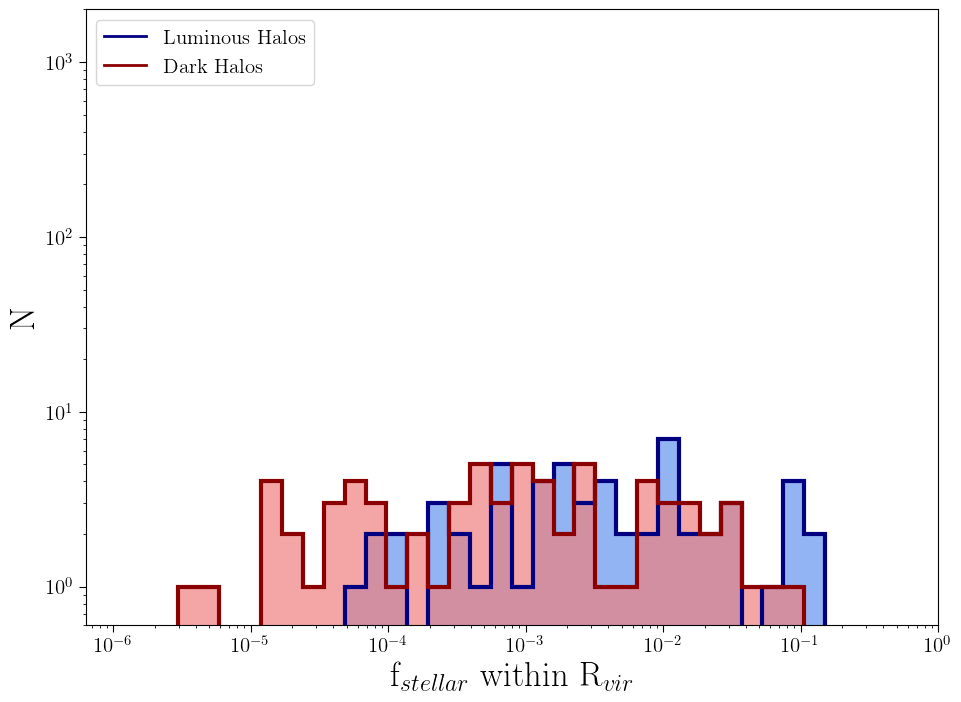 Luminous Halos
Dark Halos
10³
10²
10¹
10⁰
N
10⁻⁶ 10⁻⁵ 10⁻⁴ 10⁻³ 10⁻² 10⁻¹ 10⁰
f_stellar within R_vir